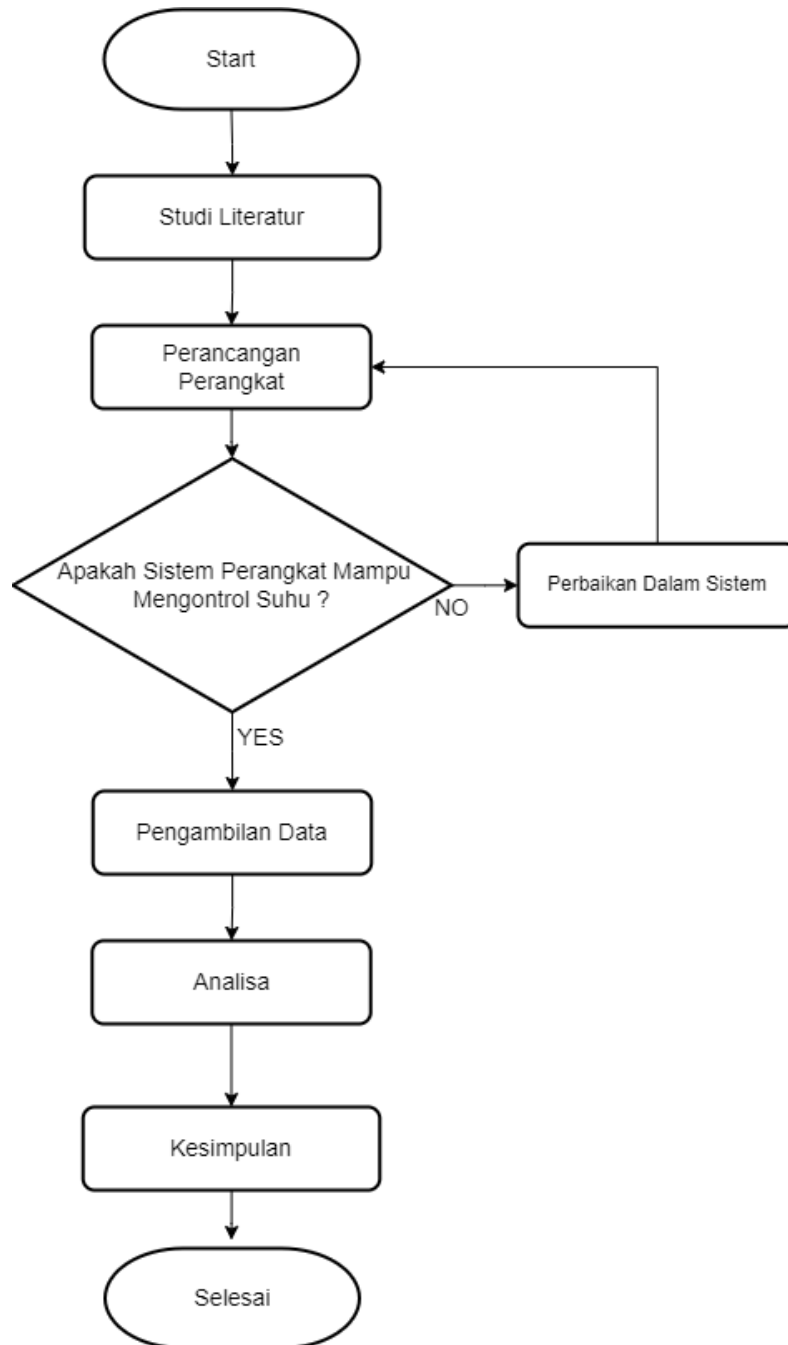 Start
Studi Literatur
Perancangan
Perangkat
Apakah Sistem Perangkat Mampu
Mengontrol Suhu ?
NO
Perbaikan Dalam Sistem
YES
Pengambilan Data
Analisa
Kesimpulan
Selesai